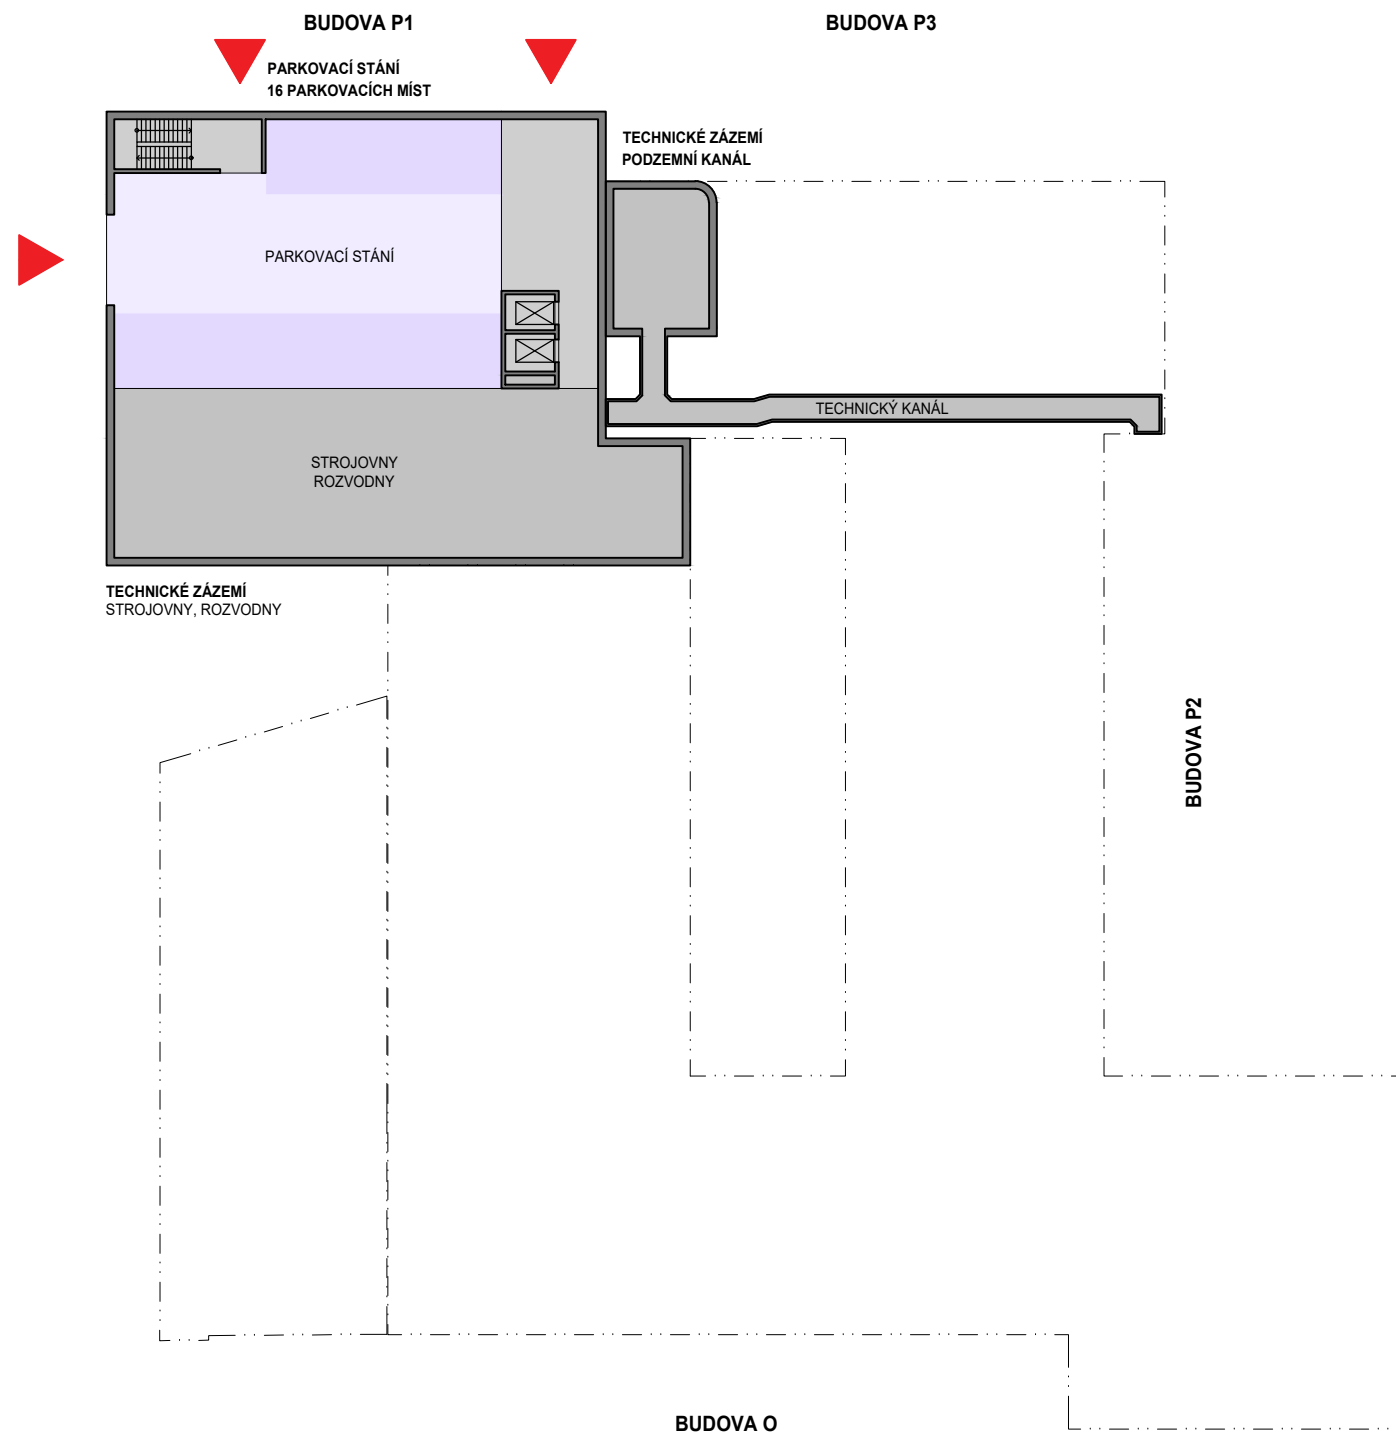 BUDOVA P1
BUDOVA P3
PARKOVACÍ STÁNÍ
16 PARKOVACÍCH MÍST
TECHNICKÉ ZÁZEMÍ
PODZEMNÍ KANÁL
PARKOVACÍ STÁNÍ
TECHNICKÝ KANÁL
STROJOVNY
ROZVODNY
TECHNICKÉ ZÁZEMÍ
STROJOVNY, ROZVODNY
BUDOVA P2
BUDOVA O